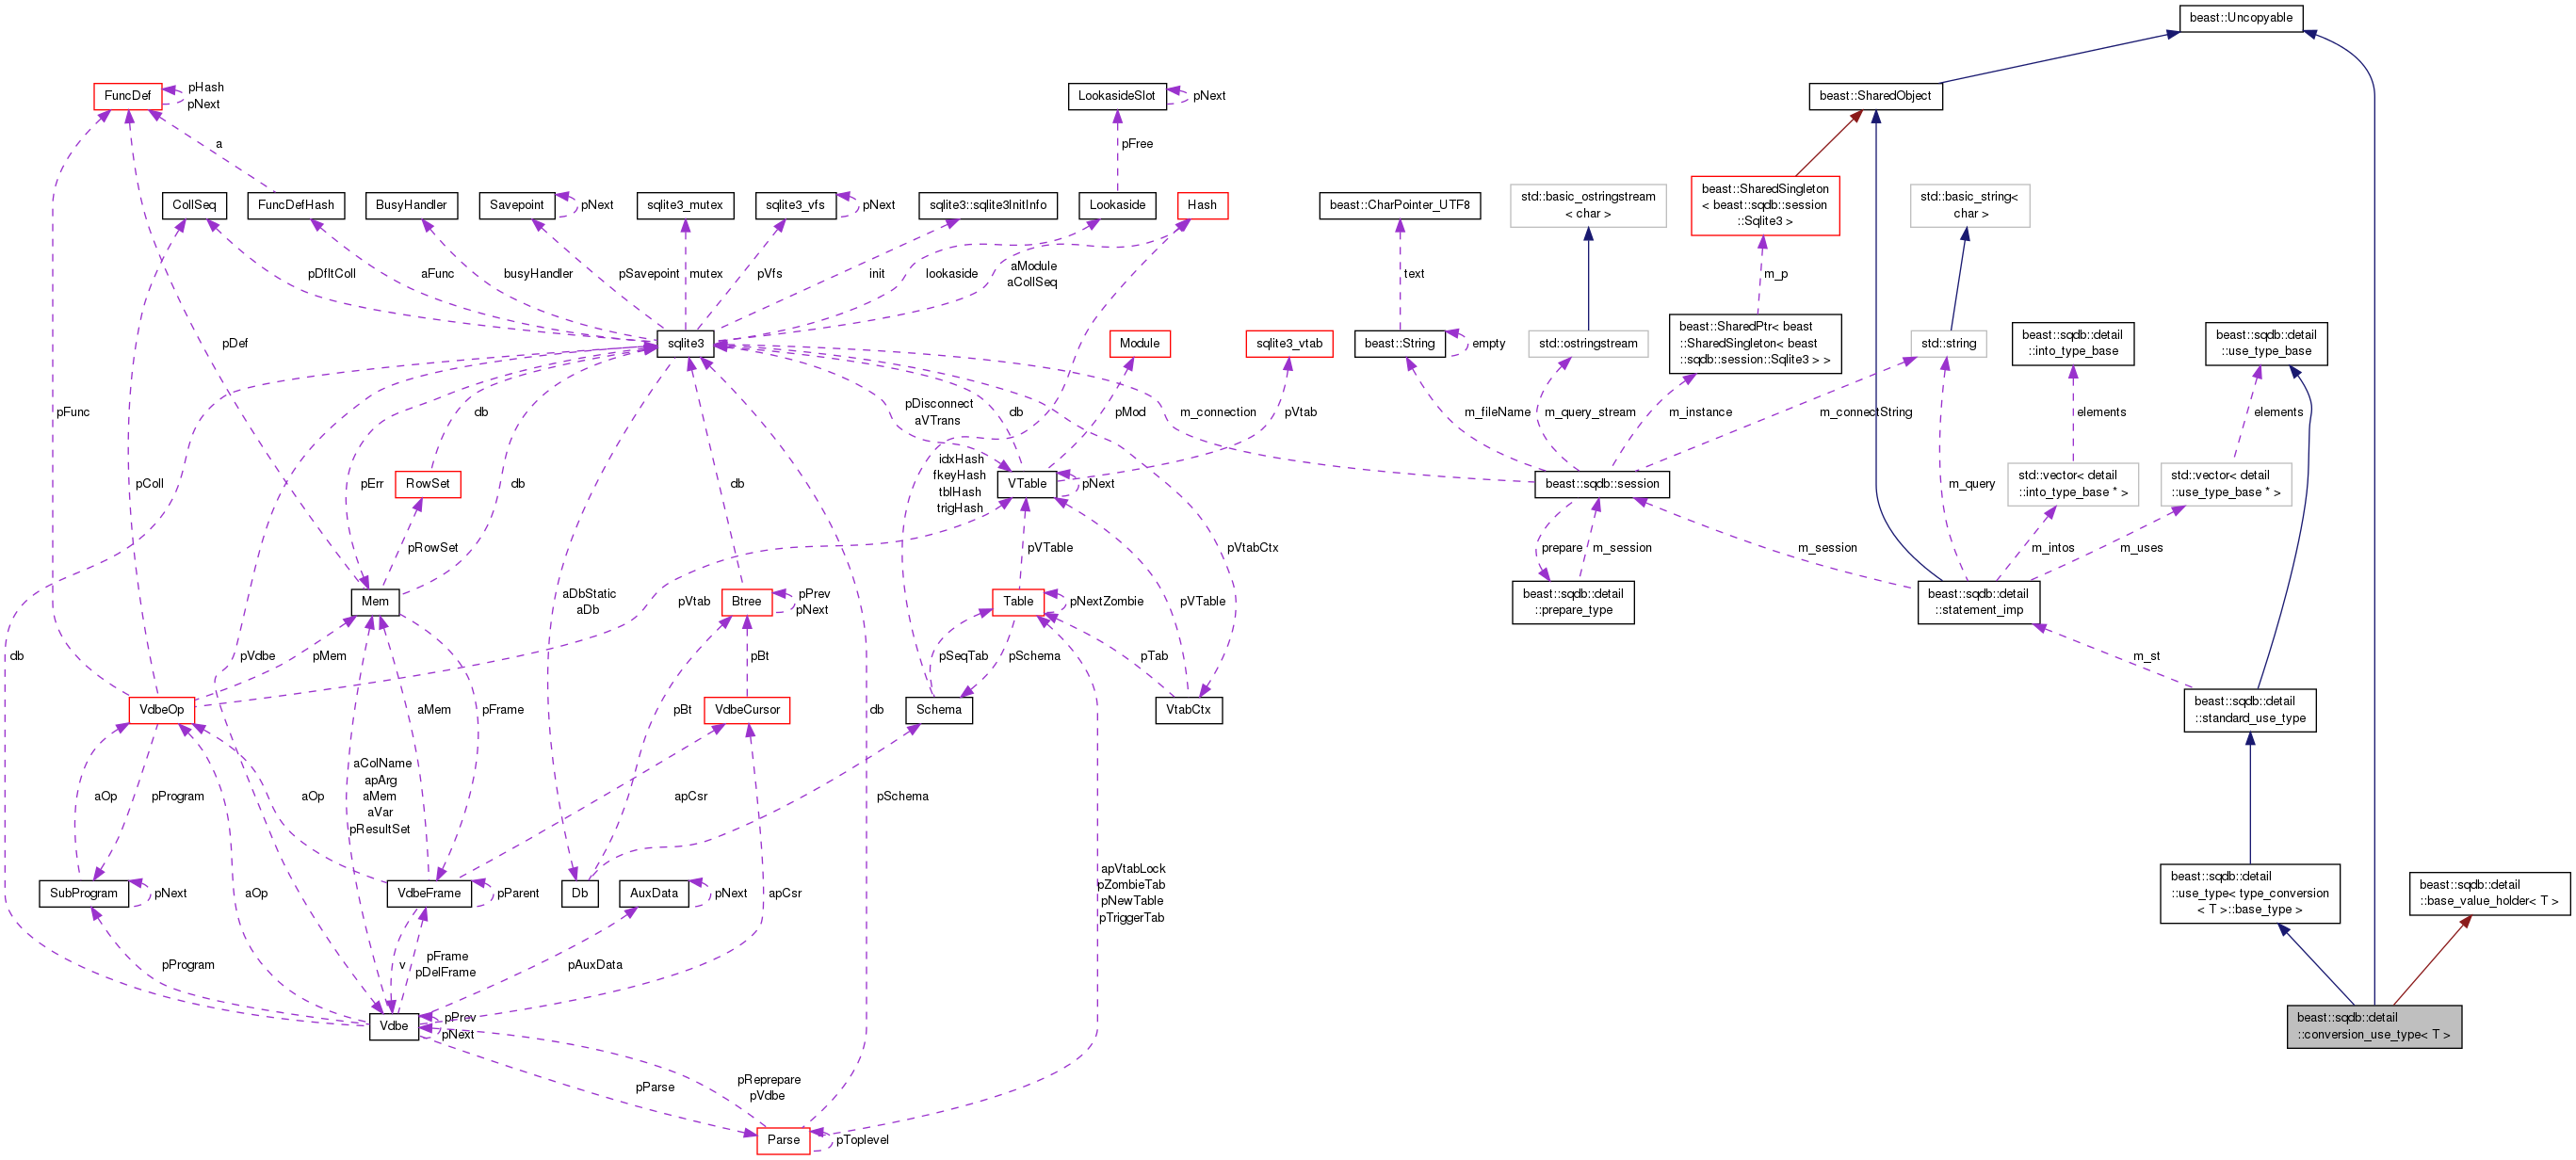 beast::Uncopyable
FuncDef
pHash
pNext
LookasideSlot
pNext
beast::SharedObject
a
pFree
CollSeq
FuncDefHash
BusyHandler
Savepoint
pNext
sqlite3_mutex
sqlite3_vfs
pNext
sqlite3::sqlite3InitInfo
Lookaside
Hash
beast::CharPointer_UTF8
std::basic_ostringstream
< char >
beast::SharedSingleton
< beast::sqdb::session
::Sqlite3 >
std::basic_string<
char >
pDfltColl
aFunc
busyHandler
pSavepoint
mutex
pVfs
init
lookaside
aModule
aCollSeq
text
m_p
pDef
sqlite3
Module
sqlite3_vtab
beast::String
empty
std::ostringstream
beast::SharedPtr< beast
::SharedSingleton< beast
::sqdb::session::Sqlite3 > >
std::string
beast::sqdb::detail
::into_type_base
beast::sqdb::detail
::use_type_base
pFunc
db
pDisconnect
aVTrans
db
pMod
pVtab
m_connection
m_fileName
m_query_stream
m_instance
m_connectString
elements
elements
pColl
pErr
RowSet
db
db
idxHash
fkeyHash
tblHash
trigHash
VTable
pNext
beast::sqdb::session
m_query
std::vector< detail
::into_type_base * >
std::vector< detail
::use_type_base * >
pRowSet
pVTable
pVtabCtx
prepare
m_session
m_session
m_intos
m_uses
Mem
aDbStatic
aDb
Btree
pPrev
pNext
pVtab
Table
pNextZombie
pVTable
beast::sqdb::detail
::prepare_type
beast::sqdb::detail
::statement_imp
db
pVdbe
pMem
pBt
pSeqTab
pSchema
pTab
m_st
VdbeOp
aMem
pFrame
pBt
VdbeCursor
db
Schema
VtabCtx
beast::sqdb::detail
::standard_use_type
aOp
pProgram
aOp
aColName
apArg
aMem
aVar
pResultSet
apCsr
pSchema
SubProgram
pNext
aOp
VdbeFrame
pParent
Db
AuxData
pNext
apCsr
apVtabLock
pZombieTab
pNewTable
pTriggerTab
beast::sqdb::detail
::use_type< type_conversion
< T >::base_type >
beast::sqdb::detail
::base_value_holder< T >
pProgram
v
pFrame
pDelFrame
pAuxData
Vdbe
pPrev
pNext
beast::sqdb::detail
::conversion_use_type< T >
pParse
pReprepare
pVdbe
Parse
pToplevel